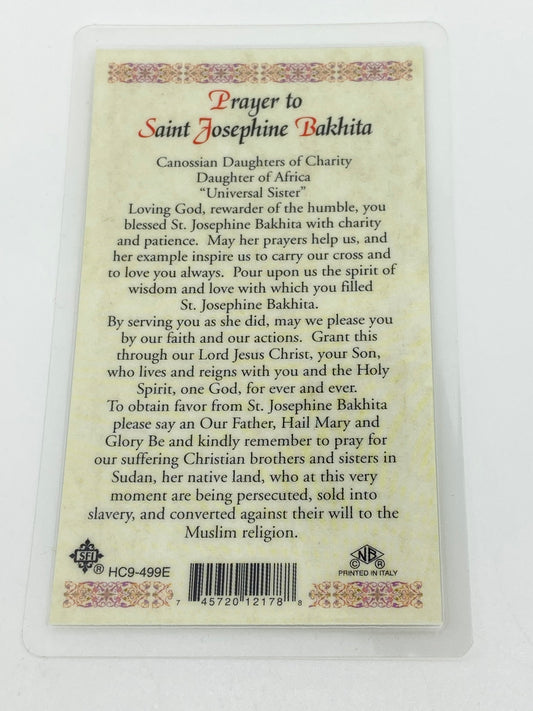 Prayer to
Saint Josephine Bakhita
Canossian Daughters of Charity
Daughter of Africa
“Universal Sister”
Loving God, rewarder of the humble, you
blessed St. Josephine Bakhita with charity
and patience.  May her prayers help us, and
her example inspire us to carry our cross and
to love you always.  Pour upon us the spirit of
wisdom and love with which you filled
St. Josephine Bakhita.
By serving you as she did, may we please you
by our faith and our actions.  Grant this
through our Lord Jesus Christ, your Son,
who lives and reigns with you and the Holy
Spirit, one God, for ever and ever.
To obtain favor from St. Josephine Bakhita
please say an Our Father, Hail Mary and
Glory Be and kindly remember to pray for
our suffering Christian brothers and sisters in
Sudan, her native land, who at this very
moment are being persecuted, sold into
slavery, and converted against their will to the
Muslim religion.
SFI
® HC9-499E
7 45720 12178 8
NB
© ®
PRINTED IN ITALY